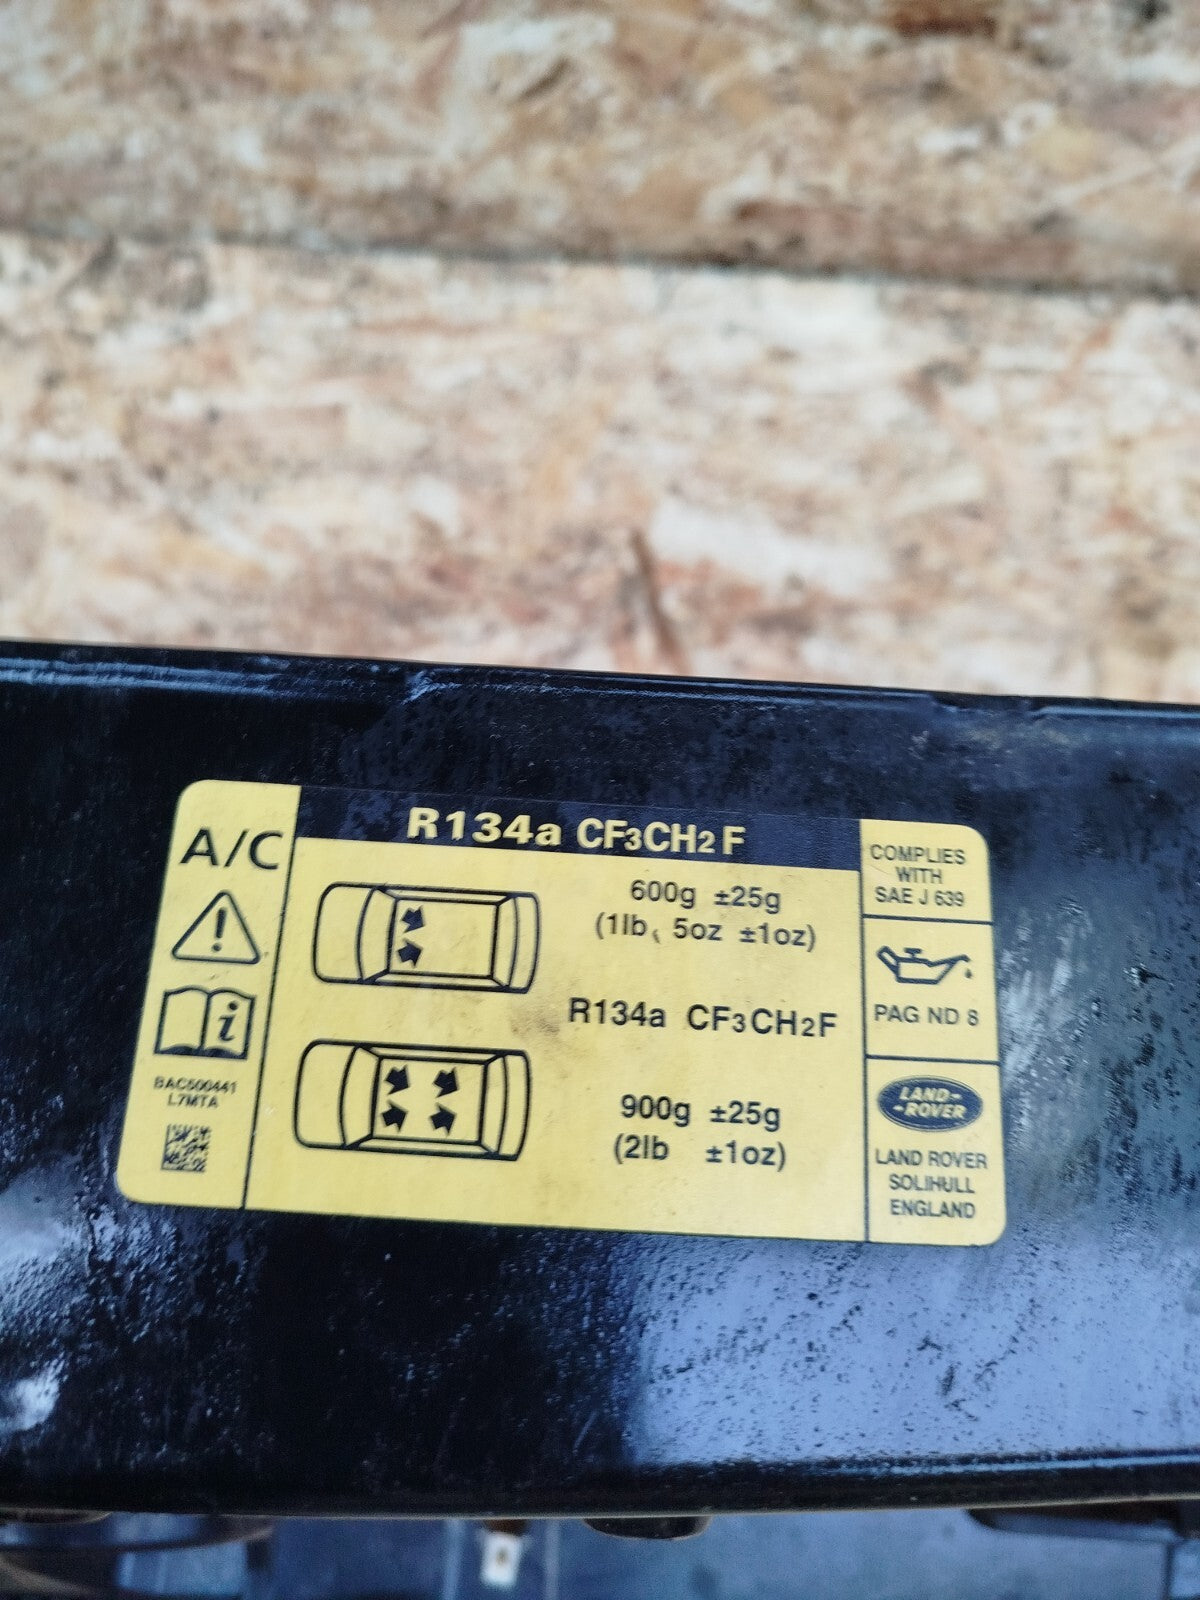 A/C
BAC500441
L7MTA
R134a CF3CH2F
600g ±25g
(1lb, 5oz ±1oz)
R134a CF3CH2F
900g ±25g
(2lb ±1oz)
COMPLIES
WITH
SAE J 639
PAG ND 8
LAND-
-ROVER
LAND ROVER
SOLIHULL
ENGLAND